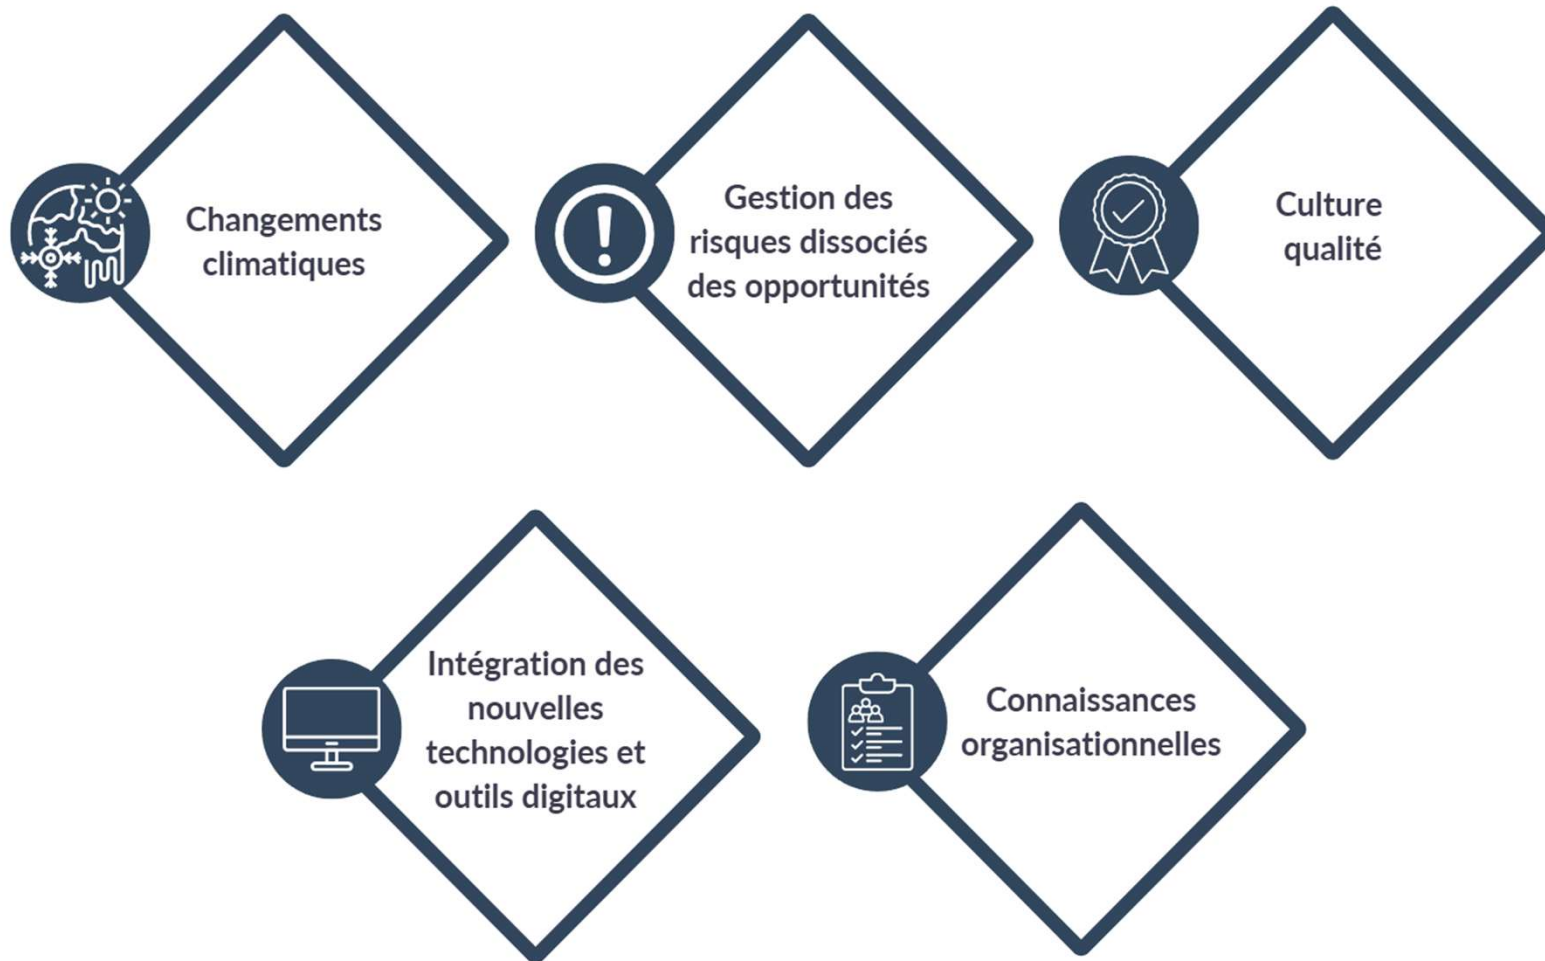 Changements
climatiques
Gestion des
risques dissociés
des opportunités
Culture
qualité
Intégration des
nouvelles
technologies et
outils digitaux
Connaissances
organisationnelles